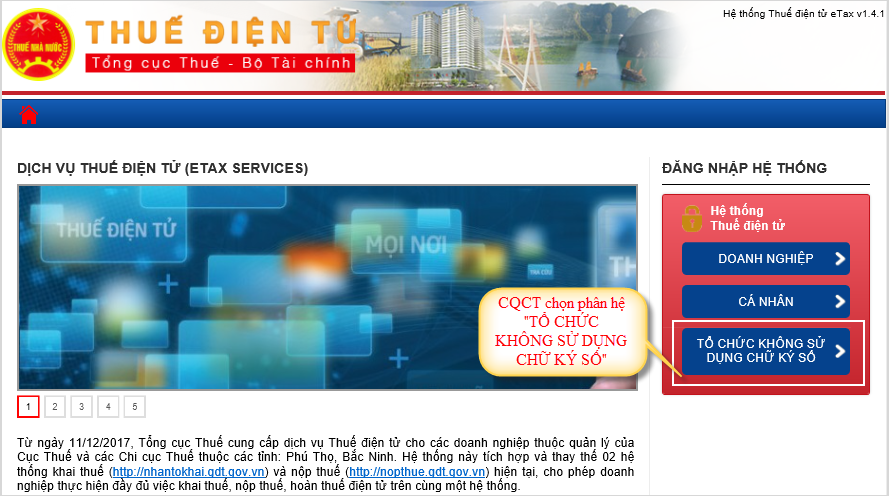 Hệ thống Thuế điện tử eTax v1.4.1
THUẾ NHÀ NƯỚC
THUẾ ĐIỆN TỬ
Tổng cục Thuế - Bộ Tài chính
DỊCH VỤ THUẾ ĐIỆN TỬ (ETAX SERVICES)
THUẾ ĐIỆN TỬ
MỌI NƠI
TRA CỨU
TH
1 2 3 4 5
Từ ngày 11/12/2017, Tổng cục Thuế cung cấp dịch vụ Thuế điện tử cho các doanh nghiệp thuộc quản lý của
Cục Thuế và các Chi cục Thuế thuộc các tỉnh: Phú Thọ, Bắc Ninh. Hệ thống này tích hợp và thay thế 02 hệ
thống khai thuế (http://nhantokhai.gdt.gov.vn) và nộp thuế (http://nopthue.gdt.gov.vn) hiện tại, cho phép doanh
nghiệp thực hiện đầy đủ việc khai thuế, nộp thuế, hoàn thuế điện tử trên cùng một hệ thống.
ĐĂNG NHẬP HỆ THỐNG
Hệ thống
Thuế điện tử
DOANH NGHIỆP
CÁ NHÂN
TỔ CHỨC KHÔNG SỬ
DỤNG CHỮ KÝ SỐ
CQCT chọn phân hệ
"TỔ CHỨC
KHÔNG SỬ DỤNG
CHỮ KÝ SỐ"